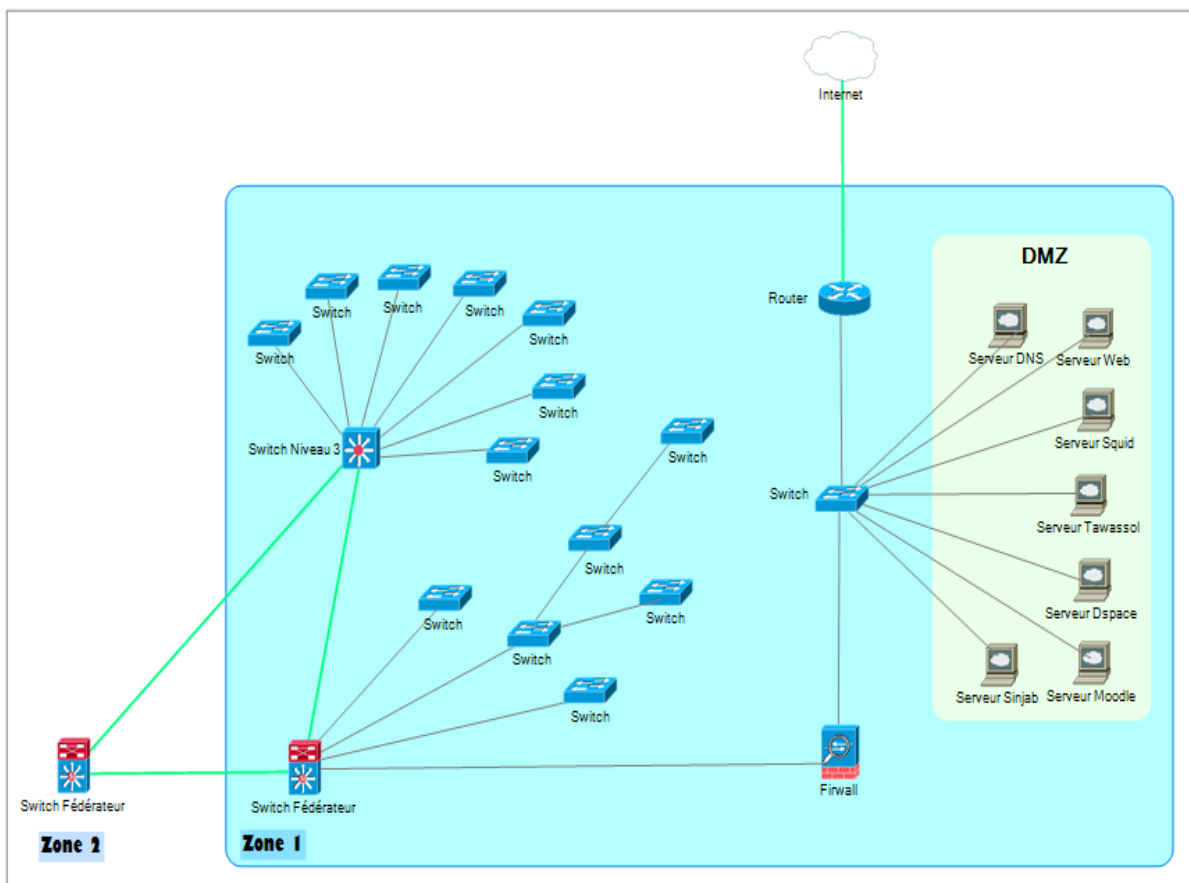 Internet
DMZ
Router
Serveur DNS
Serveur Web
Switch
Switch
Switch
Switch
Switch
Switch
Switch
Switch Niveau 3
Serveur Squid
Switch
Switch
Serveur Tawassol
Switch
Switch
Switch
Switch
Serveur Dspace
Switch
Serveur Sinjab
Serveur Moodle
Switch Fédérateur
Switch Fédérateur
Firwall
Zone 2
Zone 1